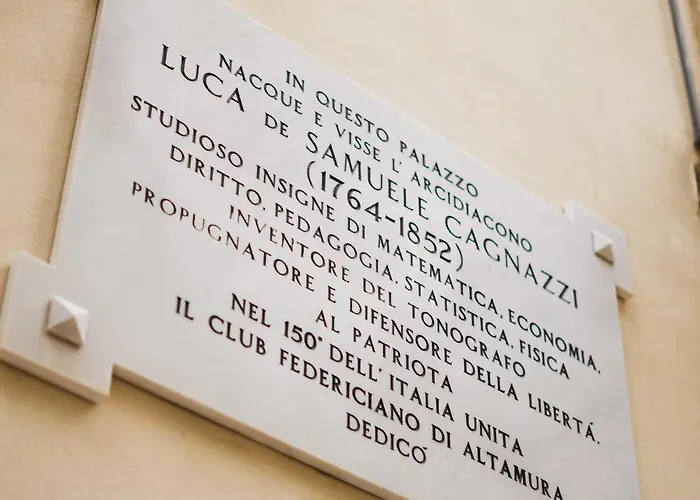 IN QUESTO PALAZZO
NACQUE E VISSE L' ARCIDIACONO
LUCA DE SAMUELE CAGNAZZI
(1764-1852)
STUDIOSO INSIGNE DI MATEMATICA, ECONOMIA,
DIRITTO, PEDAGOGIA, STATISTICA, FISICA
INVENTORE DEL TONOGRAFO
PROPUGNATORE E DIFENSORE DELLA LIBERTÁ.
AL PATRIOTA
NEL 150° DELL' ITALIA UNITA
IL CLUB FEDERICIANO DI ALTAMURA
DEDICÓ